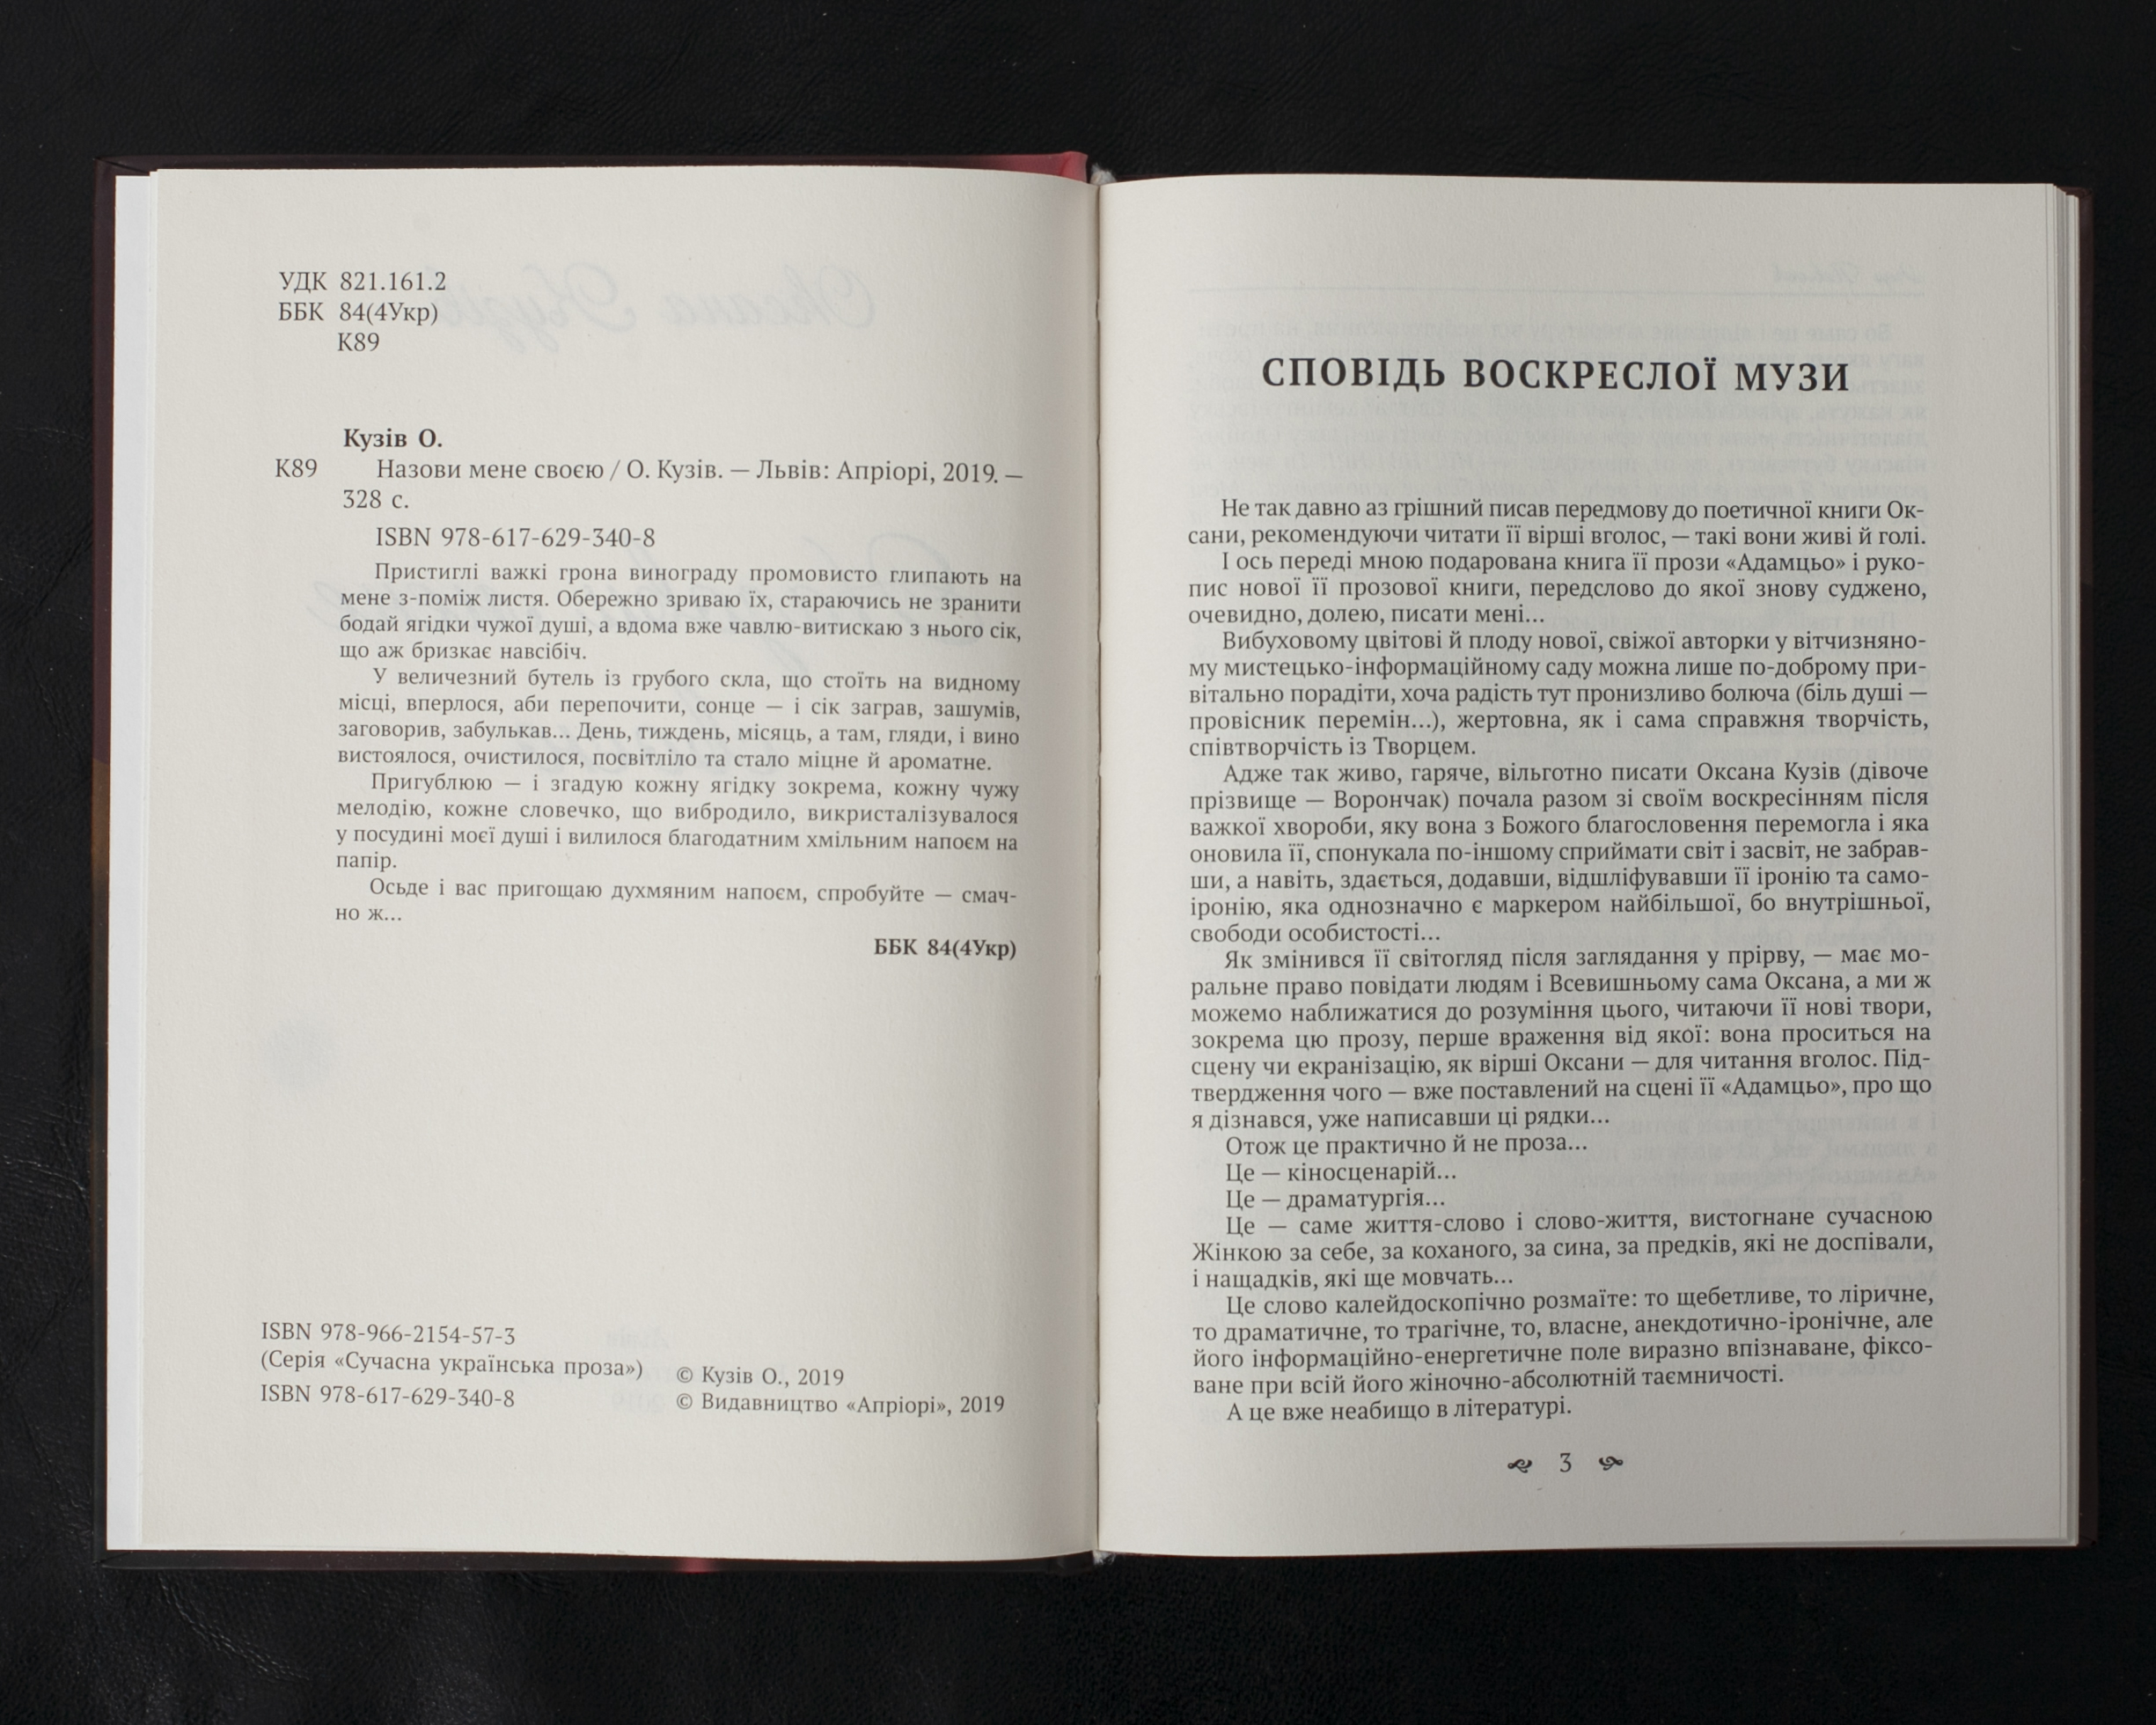 УДК 821.161.2
ББК 84(4Укр)
К89
Кузів О.
К89 Назови мене своєю / О. Кузів. — Львів: Апріорі, 2019. —
328 с.
ISBN 978-617-629-340-8
Пристиглі важкі грона винограду промовисто глипають на
мене з-поміж листя. Обережно зриваю їх, стараючись не зранити
бодай ягідки чужої душі, а вдома вже чавлю-витискаю з нього сік,
що аж бризкає навсібіч.
У величезний бутель із грубого скла, що стоїть на видному
місці, вперлося, аби перепочити, сонце — і сік заграв, зашумів,
заговорив, забулькав... День, тиждень, місяць, а там, гляди, і вино
вистоялося, очистилося, посвітліло та стало міцне й ароматне.
Пригублюю — і згадую кожну ягідку зокрема, кожну чужу
мелодію, кожне словечко, що вибродило, викристалізувалося
у посудині моєї душі і вилилося благодатним хмільним напоєм на
папір.
Осьде і вас пригощаю духмяним напоєм, спробуйте — смач-
но ж...
ББК 84(4Укр)
ISBN 978-966-2154-57-3
(Серія «Сучасна українська проза»)
ISBN 978-617-629-340-8
© Кузів О., 2019
© Видавництво «Апріорі», 2019
СПОВІДЬ ВОСКРЕСЛОЇ МУЗИ
Не так давно аз грішний писав передмову до поетичної книги Ок-
сани, рекомендуючи читати її вірші вголос, — такі вони живі й голі.
І ось переді мною подарована книга її прози «Адамцьо» і руко-
пис нової її прозової книги, передслово до якої знову суджено,
очевидно, долею, писати мені...
Вибуховому цвітові й плоду нової, свіжої авторки у вітчизняно-
му мистецько-інформаційному саду можна лише по-доброму при-
вітально порадіти, хоча радість тут пронизливо болюча (біль душі —
провісник перемін...), жертовна, як і сама справжня творчість,
співтворчість із Творцем.
Адже так живо, гаряче, вільготно писати Оксана Кузів (дівоче
прізвище — Ворончак) почала разом зі своїм воскресінням після
важкої хвороби, яку вона з Божого благословення перемогла і яка
оновила її, спонукала по-іншому сприймати світ і засвіт, не забрав-
ши, а навіть, здається, додавши, відшліфувавши її іронію та само-
іронію, яка однозначно є маркером найбільшої, бо внутрішньої,
свободи особистості...
Як змінився її світогляд після заглядання у прірву, — має мо-
ральне право повідати людям і Всевишньому сама Оксана, а ми ж
можемо наближатися до розуміння цього, читаючи її нові твори,
зокрема цю прозу, перше враження від якої: вона проситься на
сцену чи екранізацію, як вірші Оксани — для читання вголос. Під-
твердження чого — вже поставлений на сцені її «Адамцьо», про що
я дізнався, уже написавши ці рядки...
Отож це практично й не проза...
Це — кіносценарій...
Це — драматургія...
Це — саме життя-слово і слово-життя, вистогнане сучасною
Жінкою за себе, за коханого, за сина, за предків, які не доспівали,
і нащадків, які ще мовчать...
Це слово калейдоскопічно розмаїте: то щебетливе, то ліричне,
то драматичне, то трагічне, то, власне, анекдотично-іронічне, але
його інформаційно-енергетичне поле виразно впізнаване, фіксо-
ване при всій його жіночно-абсолютній таємничості.
А це вже неабищо в літературі.
3